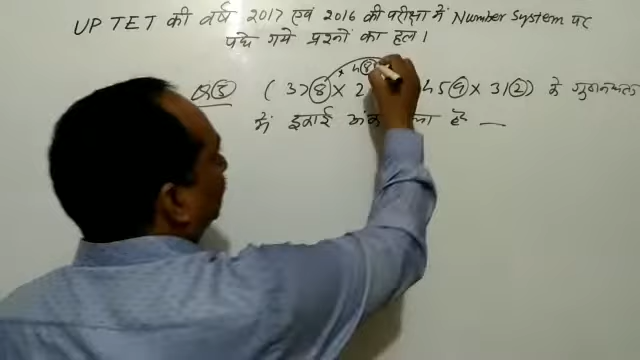 UP TET की वर्ष 2017 एवं 2016 की परीक्षा में Number System पर
पूछे गये प्रश्नों का हल।
(378 × 2 459 × 312) के गुणनफल
में इकाई अंक है —